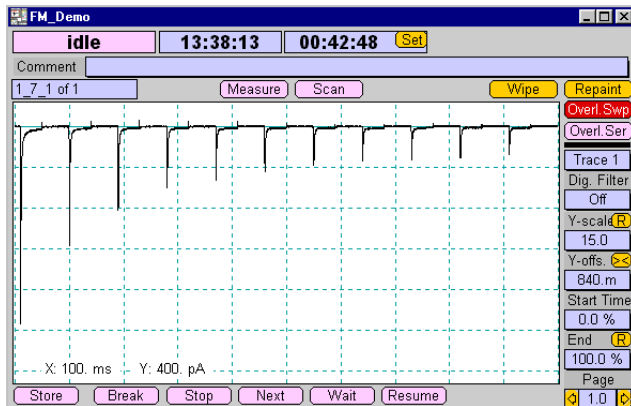 FM_Demo
idle 13:38:13 00:42:48 Set
Comment
1_7_1 of 1 Measure Scan Wipe Repaint
Overl.Swp
Overl.Ser
Trace 1
Dig. Filter
Off
Y-scale R
15.0
Y-offs. ><
840.m
Start Time
0.0 %
End R
100.0 %
X: 100. ms Y: 400. pA
Page
Store Break Stop Next Wait Resume 1.0